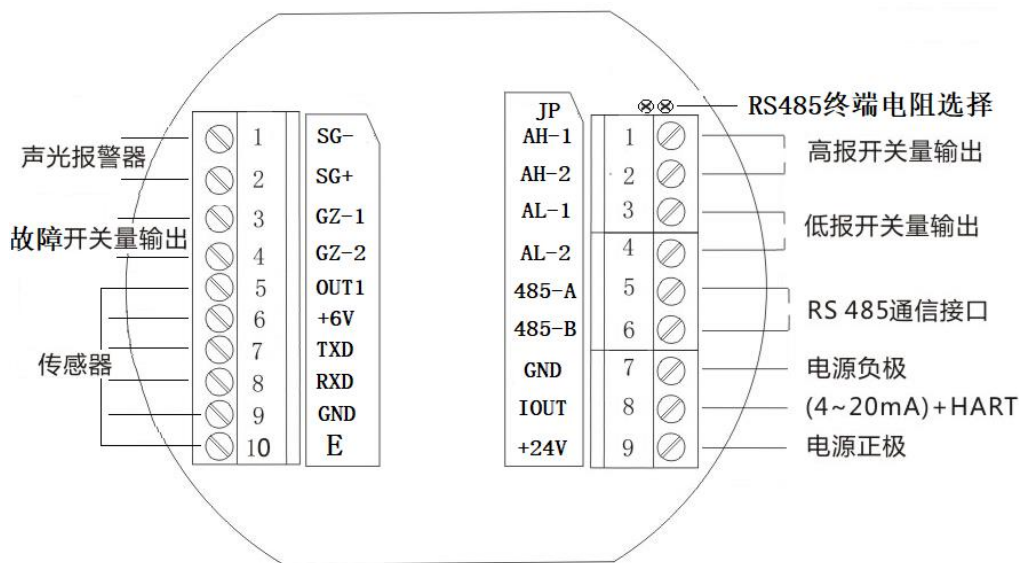 声光报警器
故障开关量输出
传感器
1 SG-
2 SG+
3 GZ-1
4 GZ-2
5 OUT1
6 +6V
7 TXD
8 RXD
9 GND
10 E
JP
RS485终端电阻选择
AH-1 1
AH-2 2
高报开关量输出
AL-1 3
AL-2 4
低报开关量输出
485-A 5
485-B 6
RS 485通信接口
GND 7 电源负极
IOUT 8 (4~20mA)+HART
+24V 9 电源正极